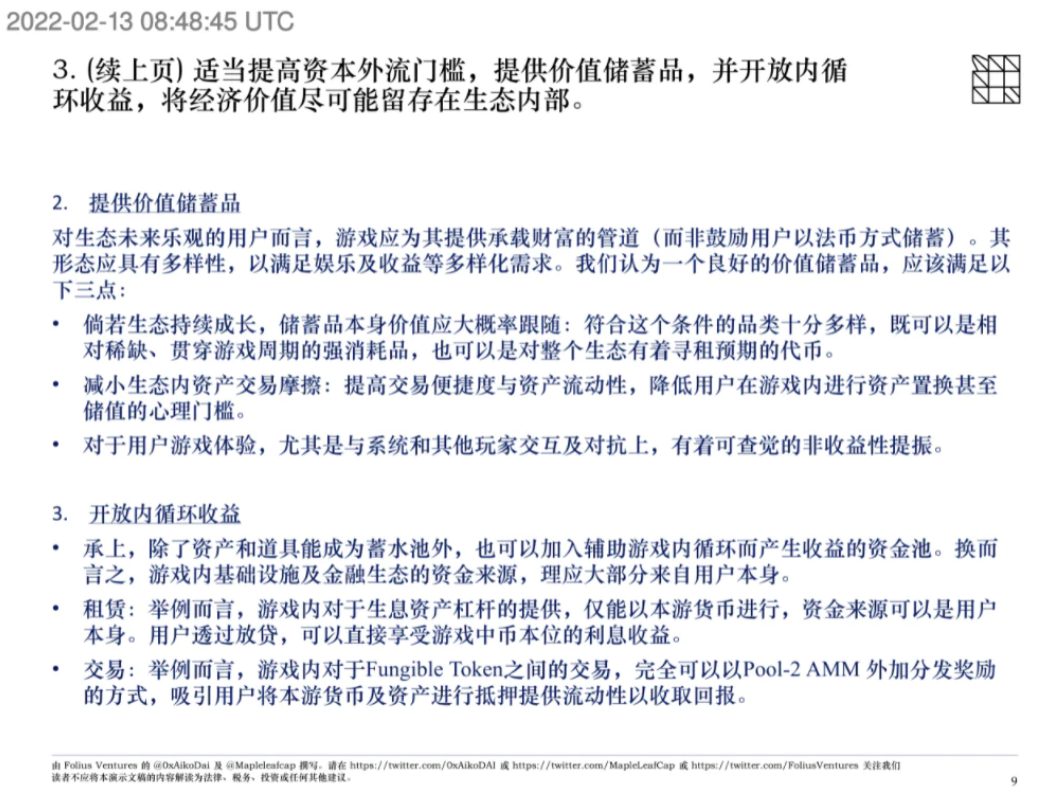 2022-02-13 08:48:45 UTC
3. (续上页) 适当提高资本外流门槛，提供价值储蓄品，并开放内循
环收益，将经济价值尽可能留存在生态内部。
2. 提供价值储蓄品
对生态未来乐观的用户而言，游戏应为其提供承载财富的管道（而非鼓励用户以法币方式储蓄）。其
形态应具有多样性，以满足娱乐及收益等多样化需求。我们认为一个良好的价值储蓄品，应该满足以
下三点：
• 倘若生态持续成长，储蓄品本身价值应大概率跟随：符合这个条件的品类十分多样，既可以是相
对稀缺、贯穿游戏周期的强消耗品，也可以是对整个生态有着寻租预期的代币。
• 减小生态内资产交易摩擦：提高交易便捷度与资产流动性，降低用户在游戏内进行资产置换甚至
储值的心理门槛。
• 对于用户游戏体验，尤其是与系统和其他玩家交互及对抗上，有着可查觉的非收益性提振。
3. 开放内循环收益
• 承上，除了资产和道具能成为蓄水池外，也可以加入辅助游戏内循环而产生收益的资金池。换而
言之，游戏内基础设施及金融生态的资金来源，理应大部分来自用户本身。
• 租赁：举例而言，游戏内对于生息资产杠杆的提供，仅能以本游货币进行，资金来源可以是用户
本身。用户透过放贷，可以直接享受游戏中币本位的利息收益。
• 交易：举例而言，游戏内对于Fungible Token之间的交易，完全可以以Pool-2 AMM 外加分发奖励
的方式，吸引用户将本游货币及资产进行抵押提供流动性以收取回报。
由 Folius Ventures 的 @0xAikoDai 及 @Mapleleafcap 撰写。请在 https://twitter.com/0xAikoDAI 或 https://twitter.com/MapleLeafCap 或 https://twitter.com/FoliusVentures 关注我们
读者不应将本演示文稿的内容解读为法律、税务、投资或任何其他建议。
9